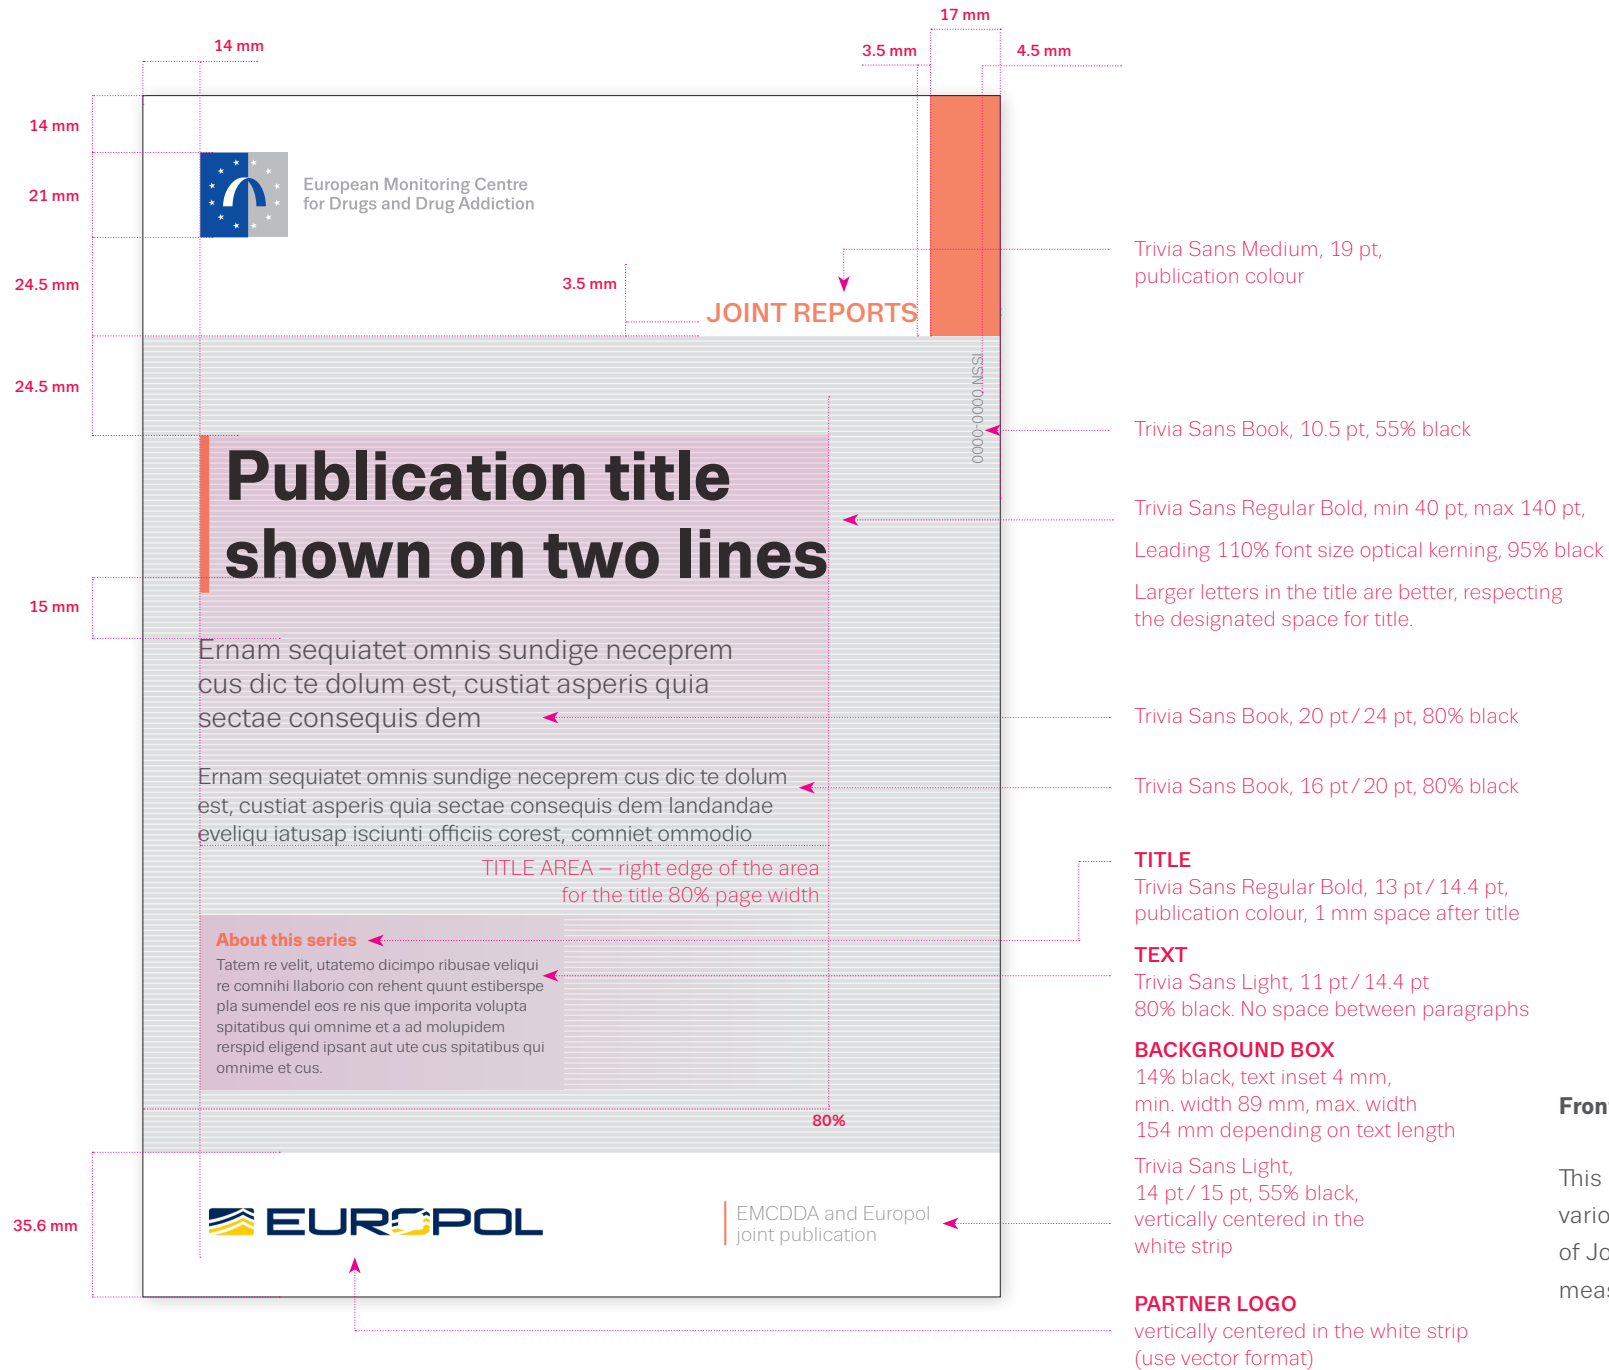 17 mm
14 mm
3.5 mm
4.5 mm
14 mm
21 mm
European Monitoring Centre
for Drugs and Drug Addiction
24.5 mm
3.5 mm
JOINT REPORTS
Trivia Sans Medium, 19 pt,
publication colour
24.5 mm
ISSN 0000-0000
Trivia Sans Book, 10.5 pt, 55% black
Publication title
shown on two lines
Trivia Sans Regular Bold, min 40 pt, max 140 pt,
Leading 110% font size optical kerning, 95% black
Larger letters in the title are better, respecting
the designated space for title.
15 mm
Ernam sequiatet omnis sundige neceprem
cus dic te dolum est, custiat asperis quia
sectae consequis dem
Trivia Sans Book, 20 pt / 24 pt, 80% black
Ernam sequiatet omnis sundige neceprem cus dic te dolum
est, custiat asperis quia sectae consequis dem landandae
eveliqu iatusap isciunti officiis corest, comniet ommodio
Trivia Sans Book, 16 pt / 20 pt, 80% black
TITLE AREA – right edge of the area
for the title 80% page width
TITLE
Trivia Sans Regular Bold, 13 pt / 14.4 pt,
publication colour, 1 mm space after title
About this series
Tatem re velit, utatemo dicimpo ribusae veliqui
re comnihi llaborio con rehent quunt estiberspe
pla sumendel eos re nis que imporita volupta
spitatibus qui omnime et a ad molupidem
rerspid eligend ipsant aut ute cus spitatibus qui
omnime et cus.
TEXT
Trivia Sans Light, 11 pt / 14.4 pt
80% black. No space between paragraphs
BACKGROUND BOX
14% black, text inset 4 mm,
min. width 89 mm, max. width
154 mm depending on text length
80%
Trivia Sans Light,
14 pt / 15 pt, 55% black,
vertically centered in the
white strip
35.6 mm
EUROPOL
EMCDDA and Europol
joint publication
PARTNER LOGO
vertically centered in the white strip
(use vector format)
This